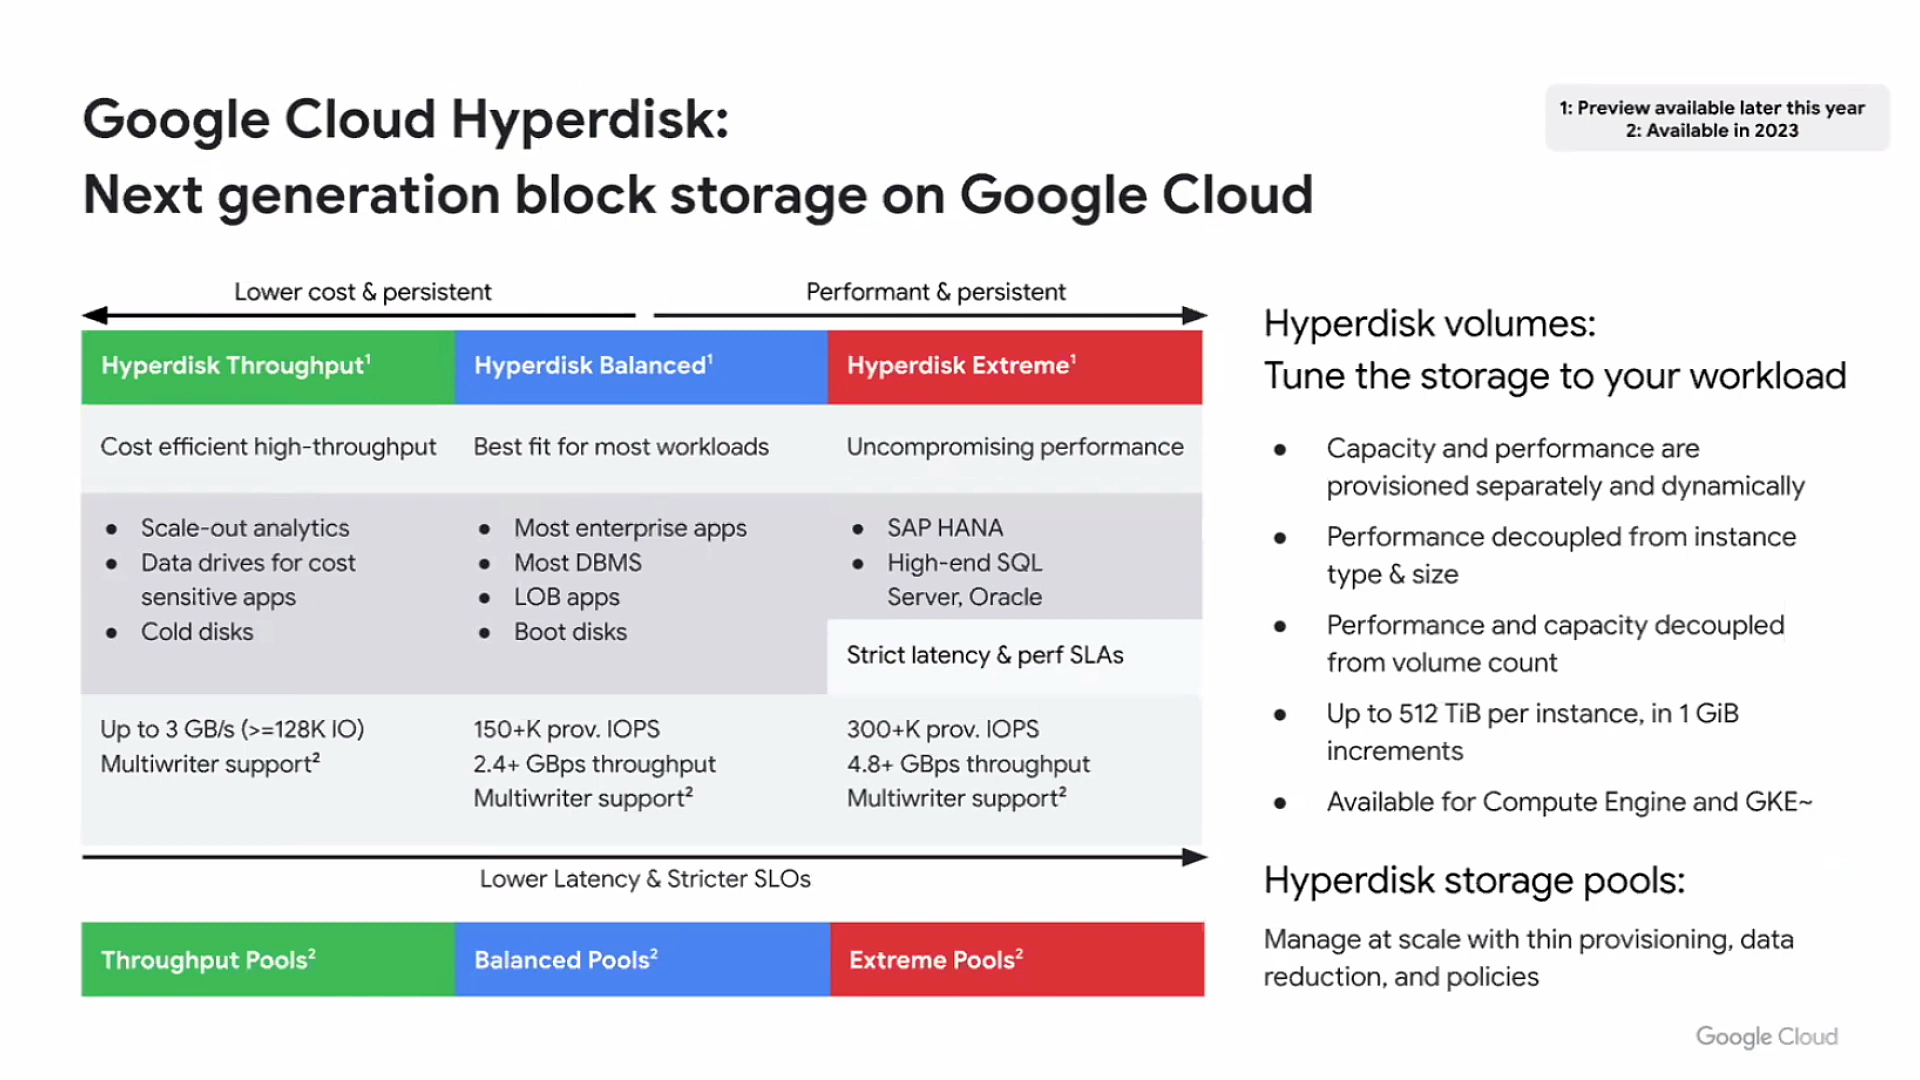 Google Cloud Hyperdisk:
Next generation block storage on Google Cloud
1: Preview available later this year
2: Available in 2023
Lower cost & persistent
Performant & persistent
Hyperdisk Throughput¹
Hyperdisk Balanced¹
Hyperdisk Extreme¹
Cost efficient high-throughput
Best fit for most workloads
Uncompromising performance
● Scale-out analytics
● Data drives for cost
sensitive apps
● Cold disks
● Most enterprise apps
● Most DBMS
● LOB apps
● Boot disks
● SAP HANA
● High-end SQL
Server, Oracle
Strict latency & perf SLAs
Up to 3 GB/s (>=128K IO)
Multiwriter support²
150+K prov. IOPS
2.4+ GBps throughput
Multiwriter support²
300+K prov. IOPS
4.8+ GBps throughput
Multiwriter support²
Lower Latency & Stricter SLOs
Throughput Pools²
Balanced Pools²
Extreme Pools²
Hyperdisk volumes:
Tune the storage to your workload
● Capacity and performance are
provisioned separately and dynamically
● Performance decoupled from instance
type & size
● Performance and capacity decoupled
from volume count
● Up to 512 TiB per instance, in 1 GiB
increments
● Available for Compute Engine and GKE~
Hyperdisk storage pools:
Manage at scale with thin provisioning, data
reduction, and policies
Google Cloud